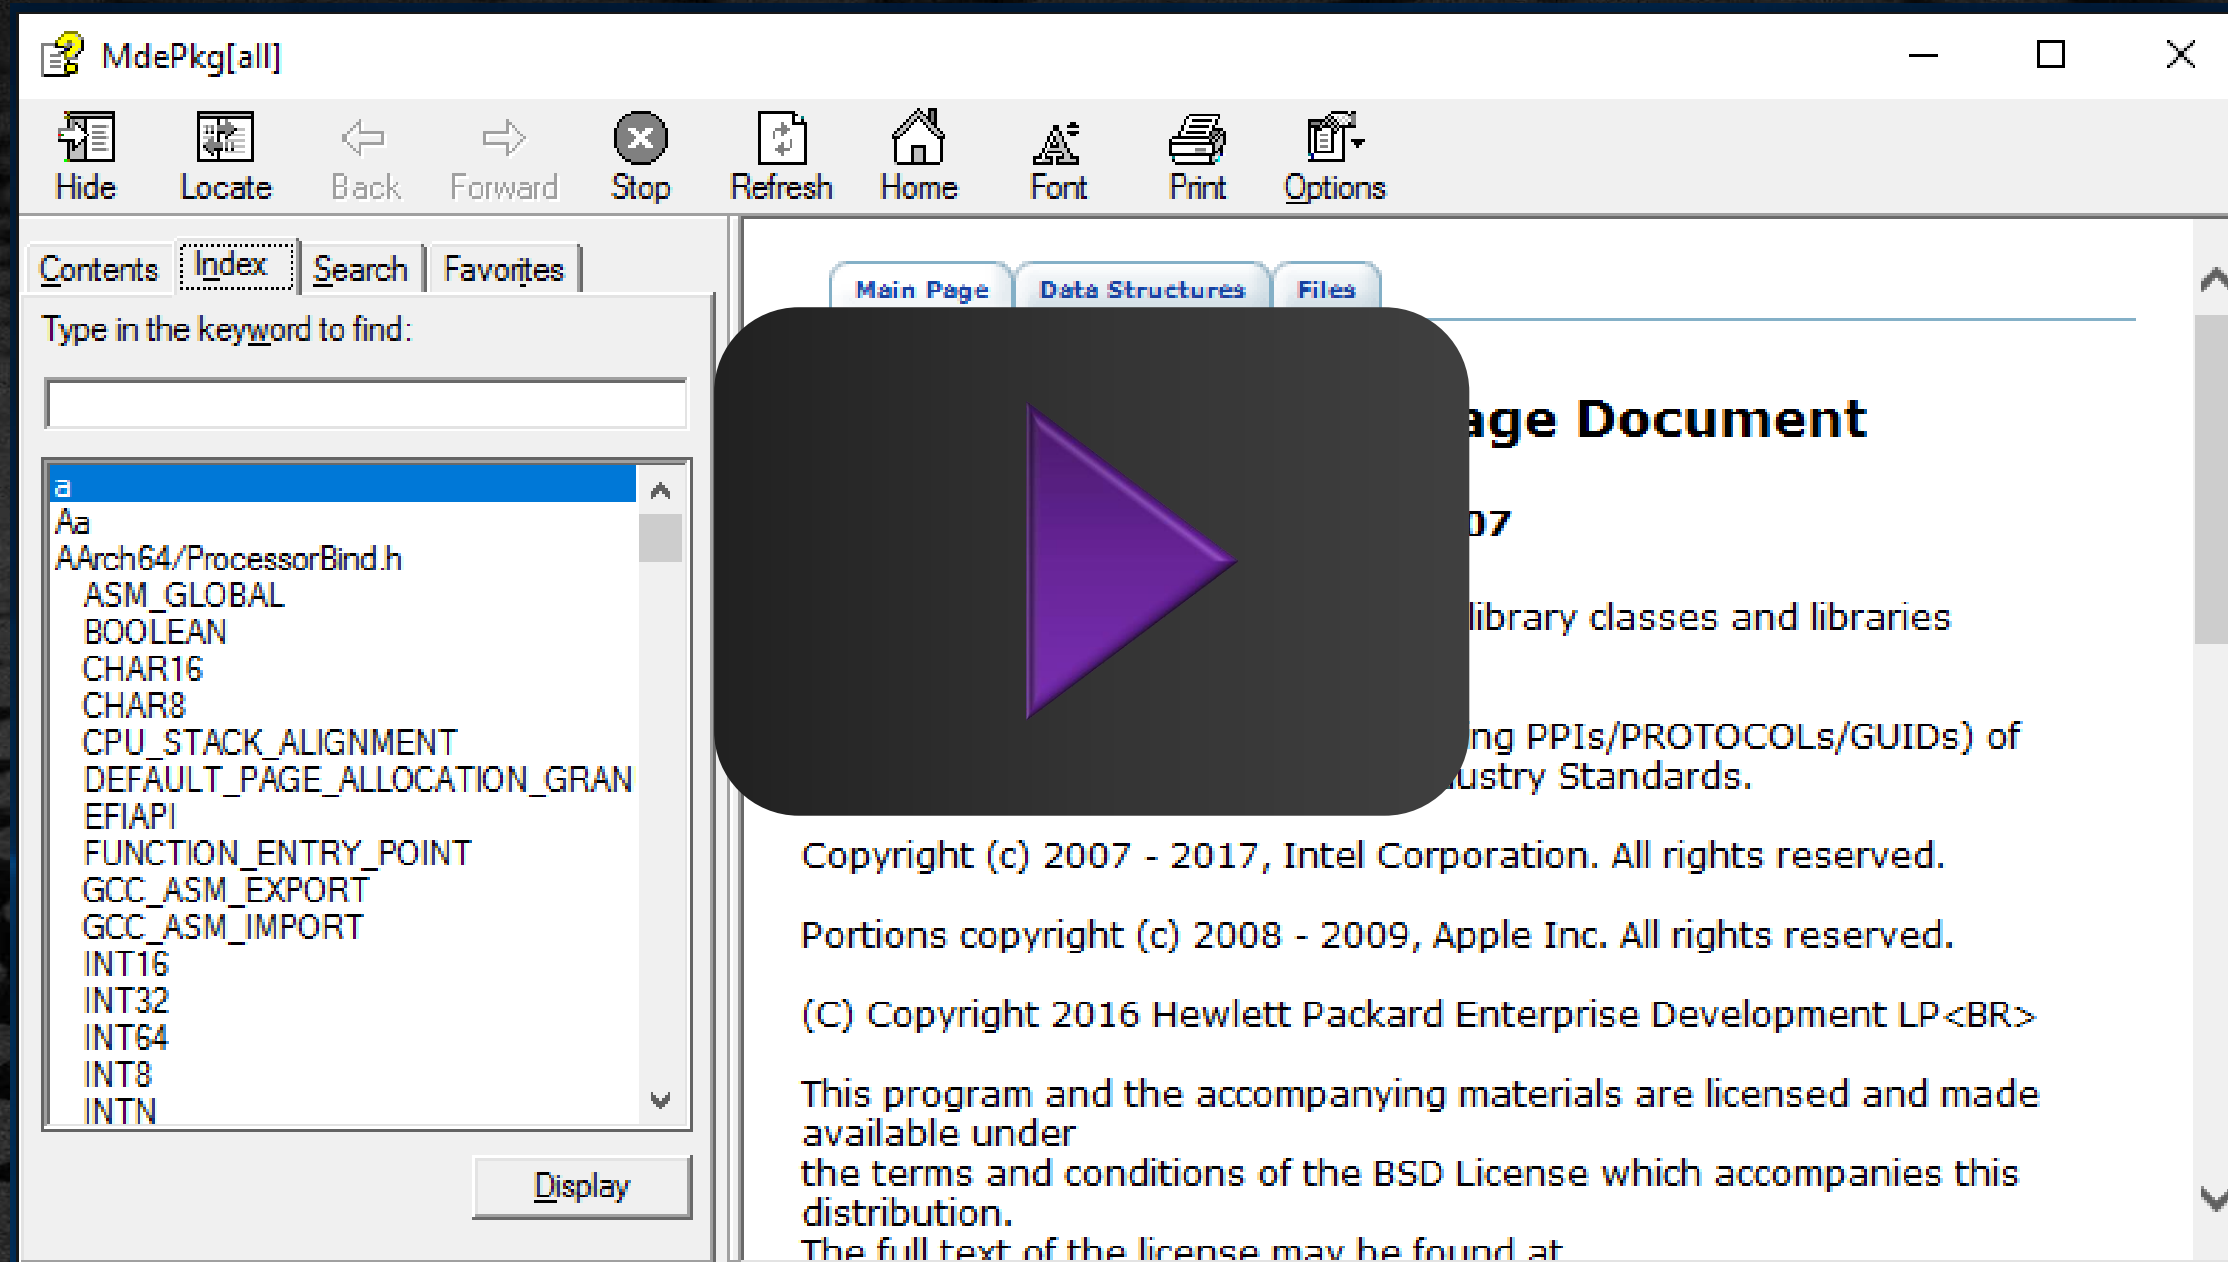 MdePkg[all]
Hide Locate Back Forward Stop Refresh Home Font Print Options
Contents Index Search Favorites
Type in the keyword to find:
a
Aa
AArch64/ProcessorBind.h
ASM_GLOBAL
BOOLEAN
CHAR16
CHAR8
CPU_STACK_ALIGNMENT
DEFAULT_PAGE_ALLOCATION_GRAN
EFIAPI
FUNCTION_ENTRY_POINT
GCC_ASM_EXPORT
GCC_ASM_IMPORT
INT16
INT32
INT64
INT8
INTN
Display
Main Page Data Structures Files
age Document
07
library classes and libraries
ing PPIs/PROTOCOLs/GUIDs) of
ustry Standards.
Copyright (c) 2007 - 2017, Intel Corporation. All rights reserved.
Portions copyright (c) 2008 - 2009, Apple Inc. All rights reserved.
(C) Copyright 2016 Hewlett Packard Enterprise Development LP<BR>
This program and the accompanying materials are licensed and made
available under
the terms and conditions of the BSD License which accompanies this
distribution.
The full text of the license may be found at